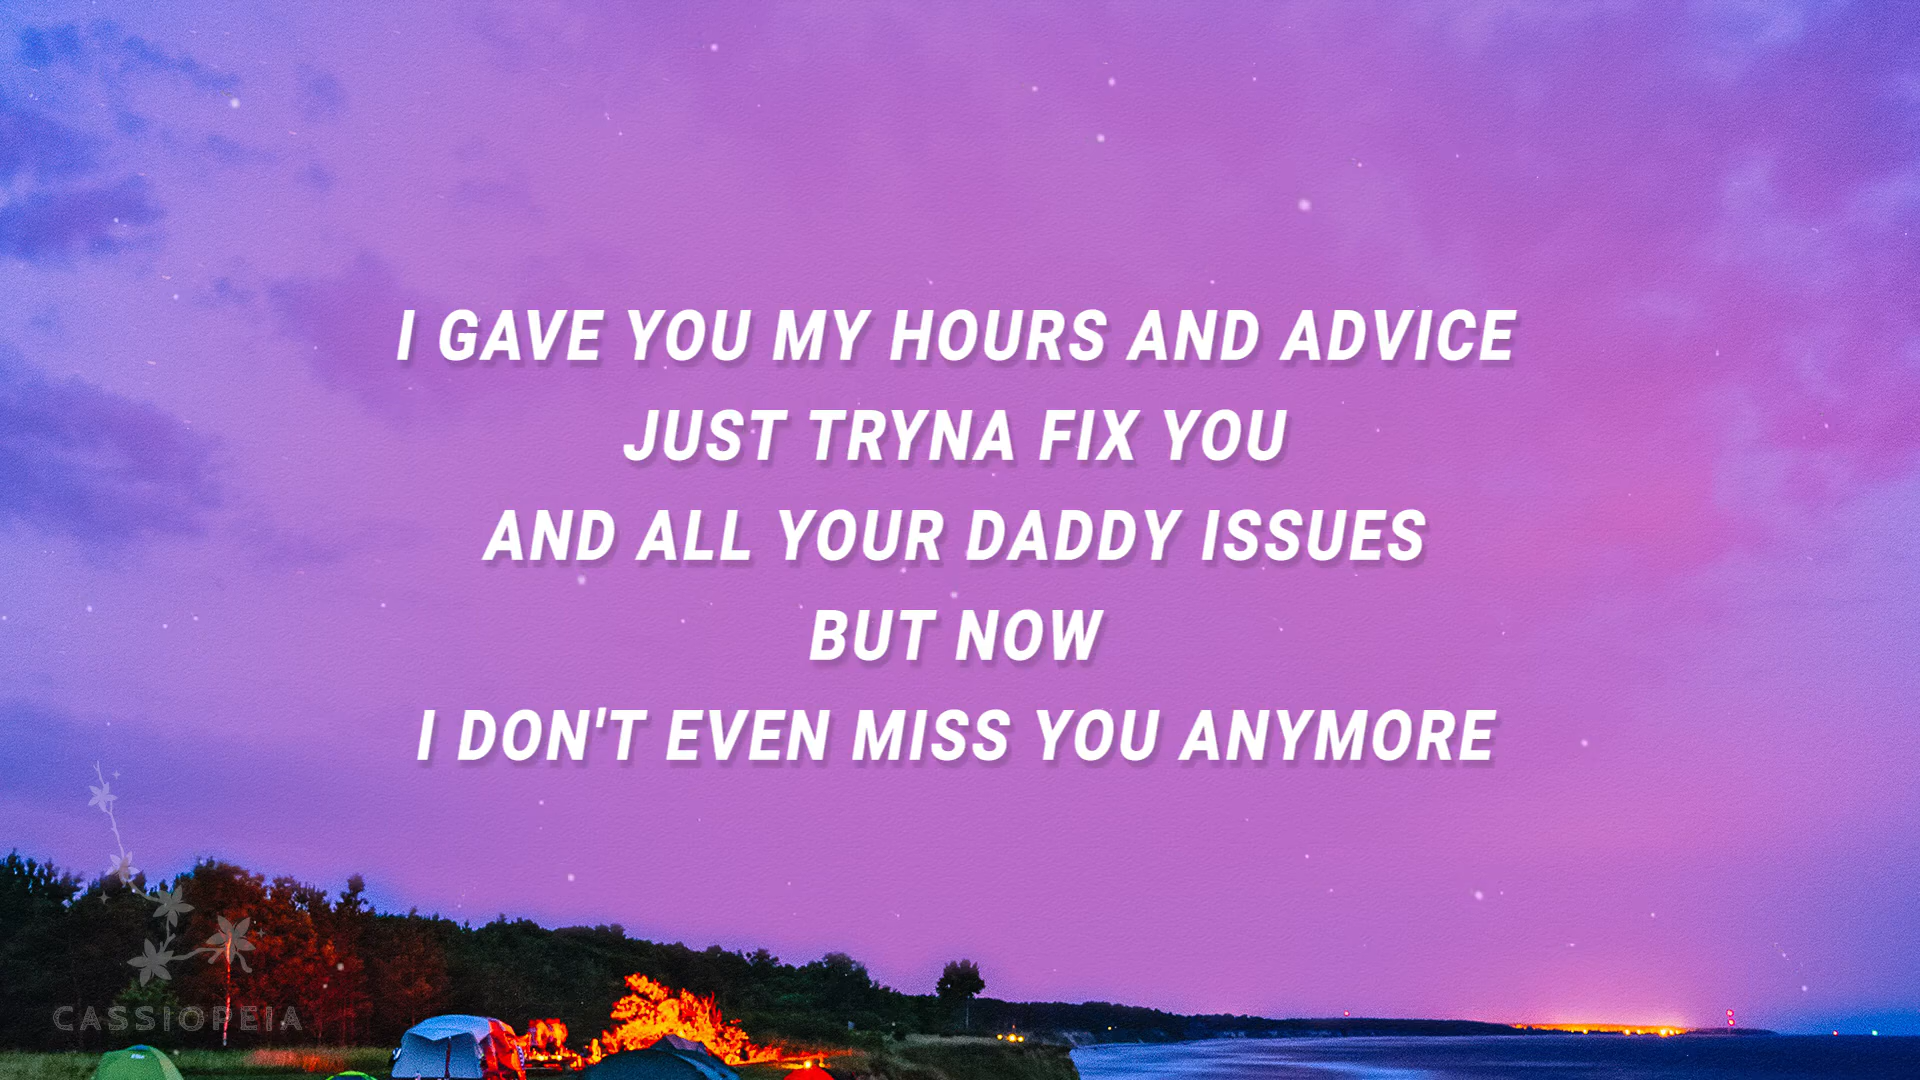 I GAVE YOU MY HOURS AND ADVICE
JUST TRYNA FIX YOU
AND ALL YOUR DADDY ISSUES
BUT NOW
I DON'T EVEN MISS YOU ANYMORE
CASSIOPEIA